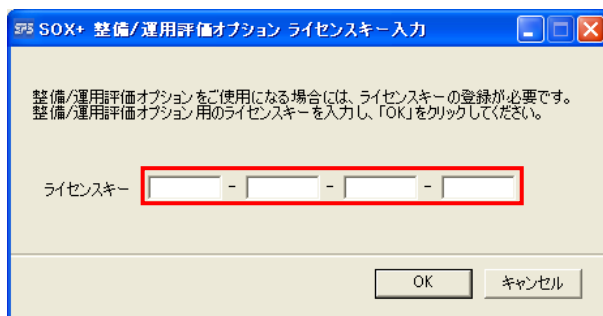 SOX+ 整備/運用評価オプション ライセンスキー入力
整備/運用評価オプションをご使用になる場合には、ライセンスキーの登録が必要です。
整備/運用評価オプション用のライセンスキーを入力し、「OK」をクリックしてください。
ライセンスキー - - -
OK キャンセル